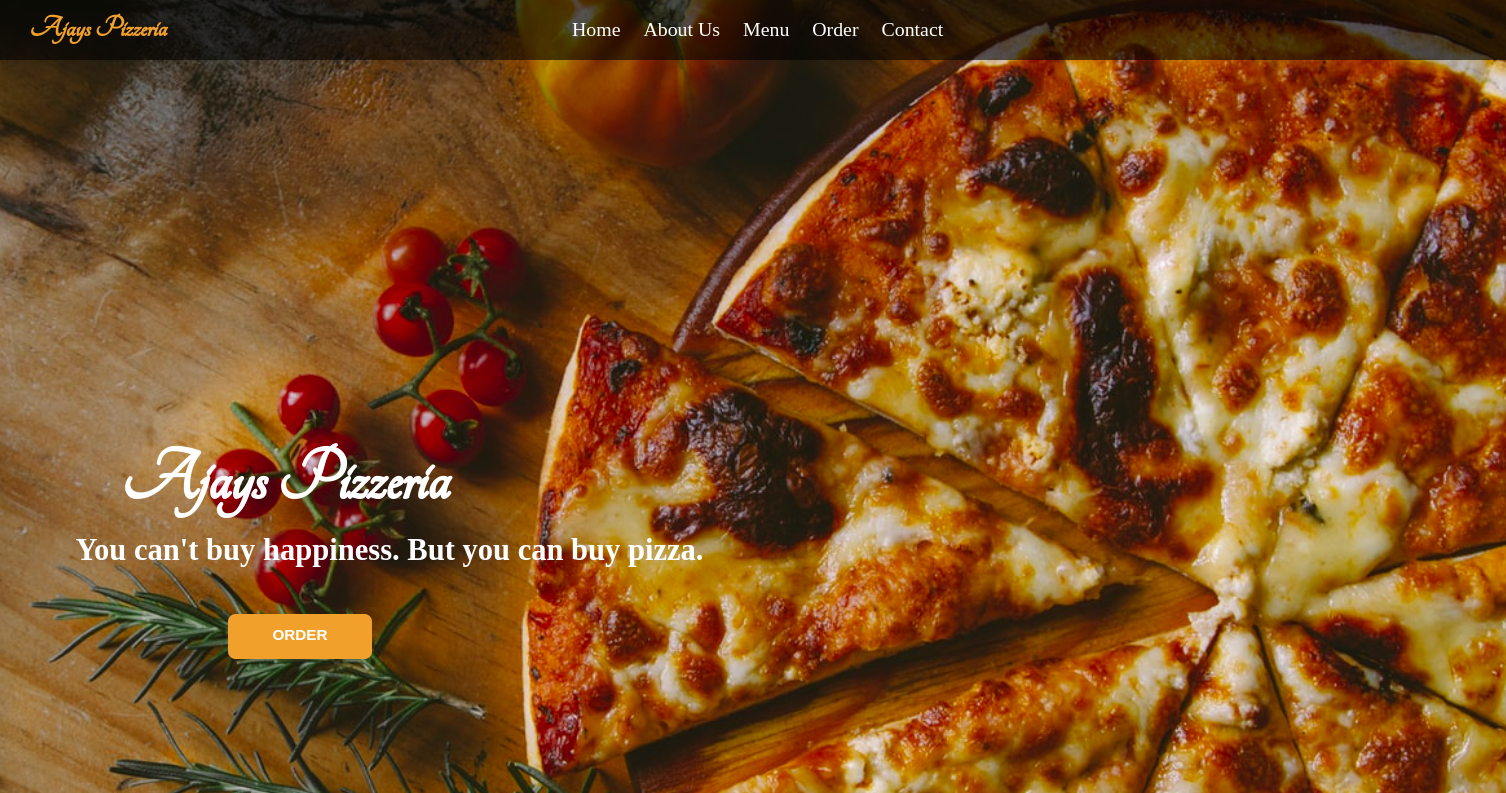 Ajays Pizzeria
Home About Us Menu Order Contact
Ajays Pizzeria
You can't buy happiness. But you can buy pizza.
ORDER